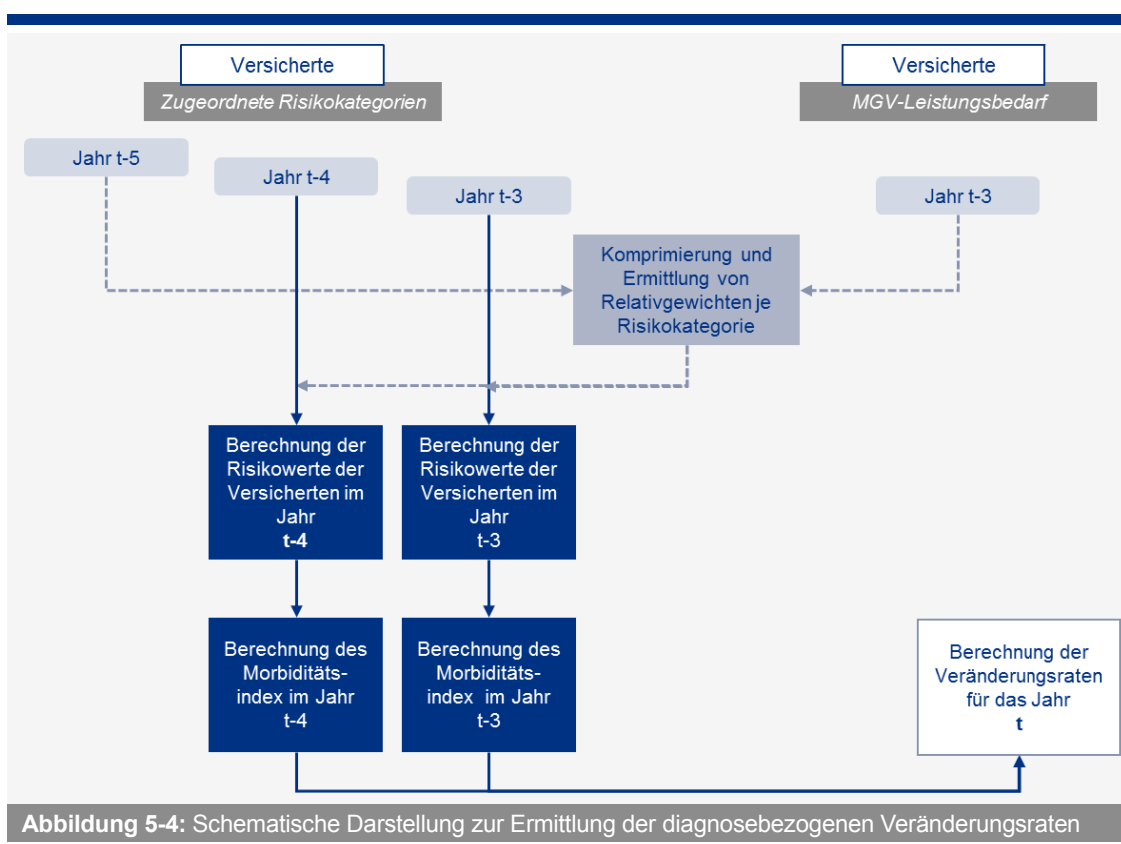 Versicherte
Zugeordnete Risikokategorien
Versicherte
MGV-Leistungsbedarf
Jahr t-5
Jahr t-4
Jahr t-3
Jahr t-3
Komprimierung und
Ermittlung von
Relativgewichten je
Risikokategorie
Berechnung der
Risikowerte der
Versicherten im
Jahr
t-4
Berechnung der
Risikowerte der
Versicherten im
Jahr
t-3
Berechnung des
Morbiditäts-
index im Jahr
t-4
Berechnung des
Morbiditäts-
index im Jahr
t-3
Berechnung der
Veränderungsraten
für das Jahr
t
Abbildung 5-4: Schematische Darstellung zur Ermittlung der diagnosebezogenen Veränderungsraten